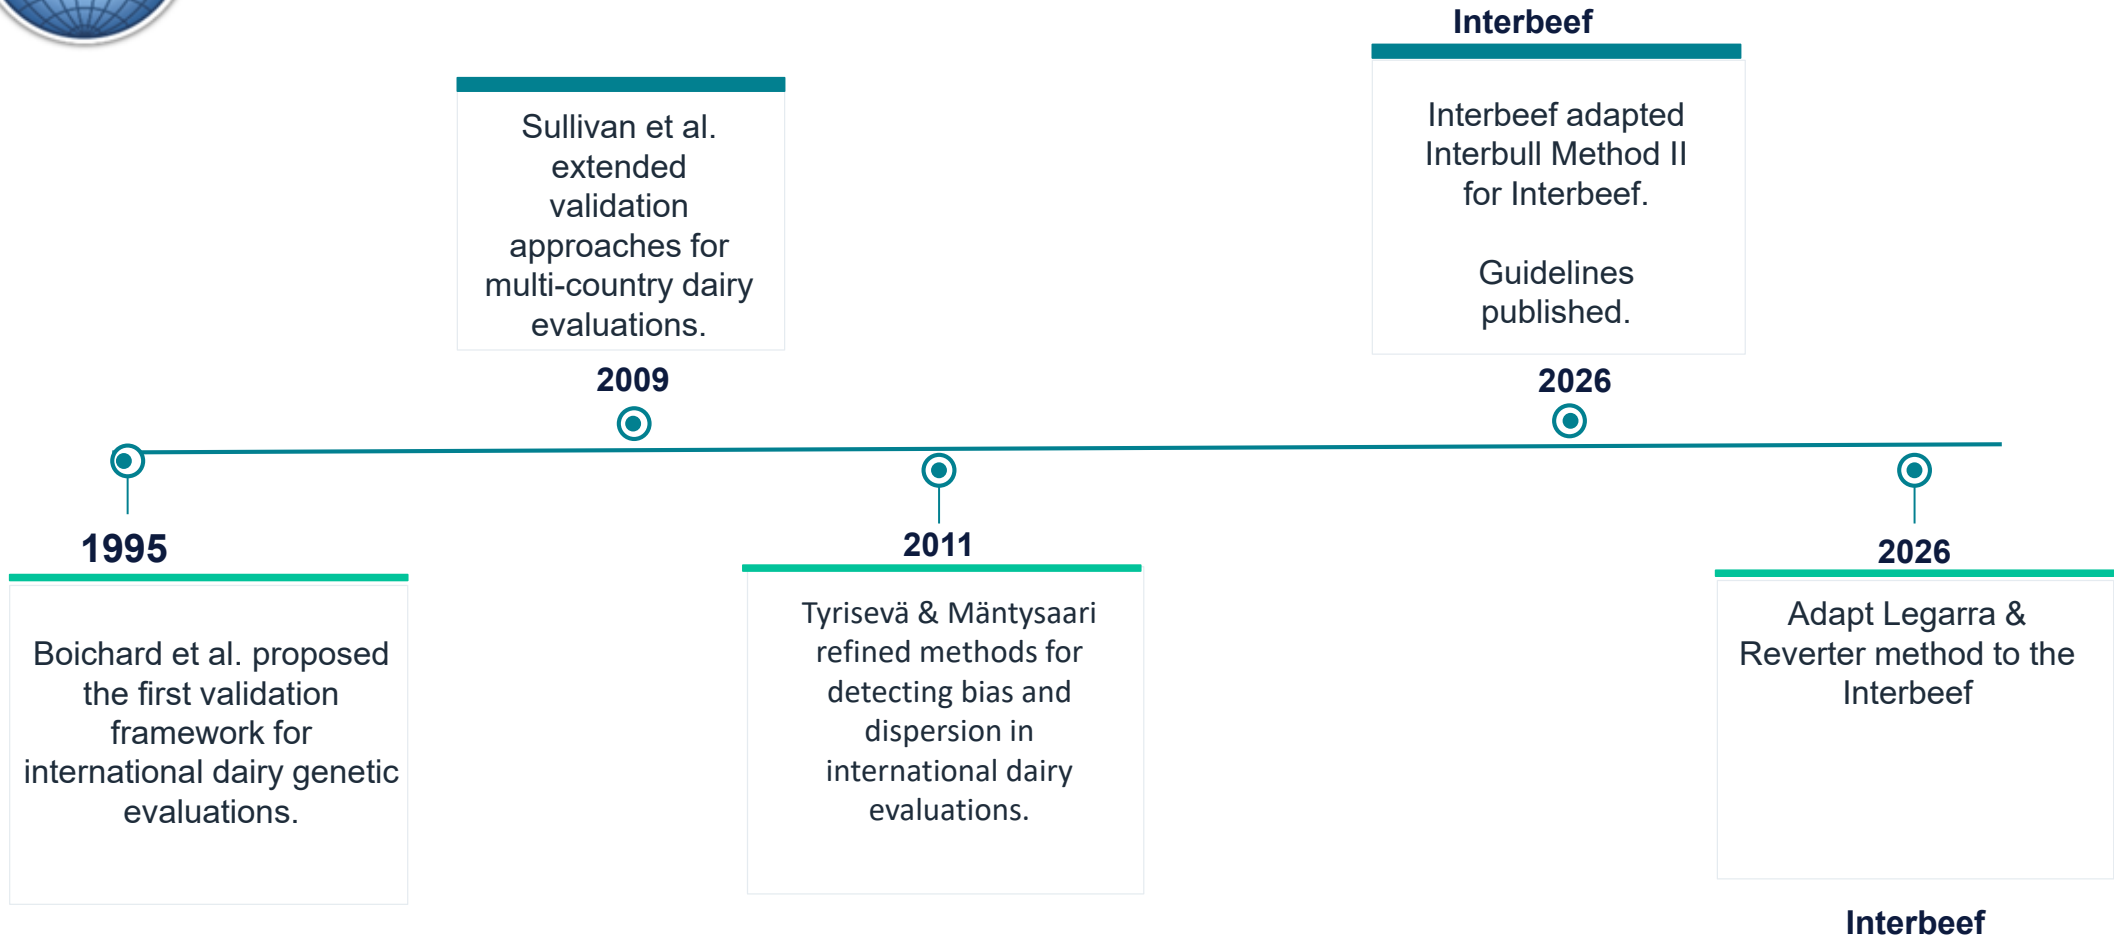 Interbeef
Sullivan et al.
extended
validation
approaches for
multi-country dairy
evaluations.
2009
Interbeef adapted
Interbull Method II
for Interbeef.
Guidelines
published.
2026
1995
Boichard et al. proposed
the first validation
framework for
international dairy genetic
evaluations.
2011
Tyrisevä & Mäntysaari
refined methods for
detecting bias and
dispersion in
international dairy
evaluations.
2026
Adapt Legarra &
Reverter method to the
Interbeef
Interbeef